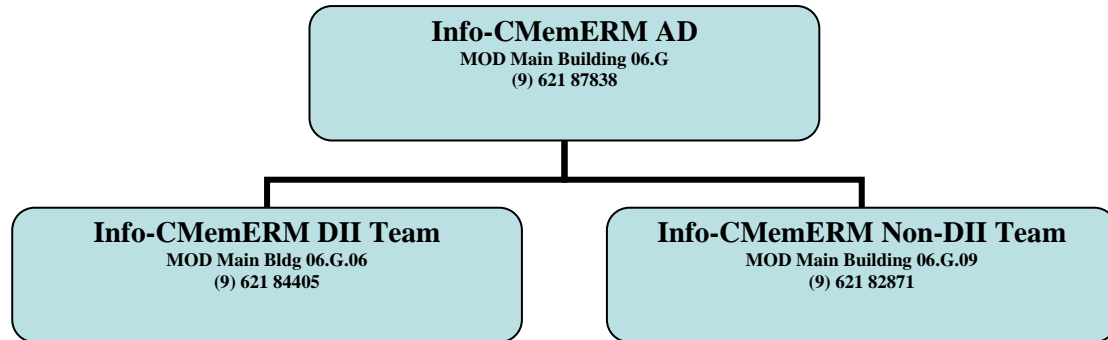 Info-CMemERM AD
MOD Main Building 06.G
(9) 621 87838
Info-CMemERM DII Team
MOD Main Bldg 06.G.06
(9) 621 84405
Info-CMemERM Non-DII Team
MOD Main Building 06.G.09
(9) 621 82871